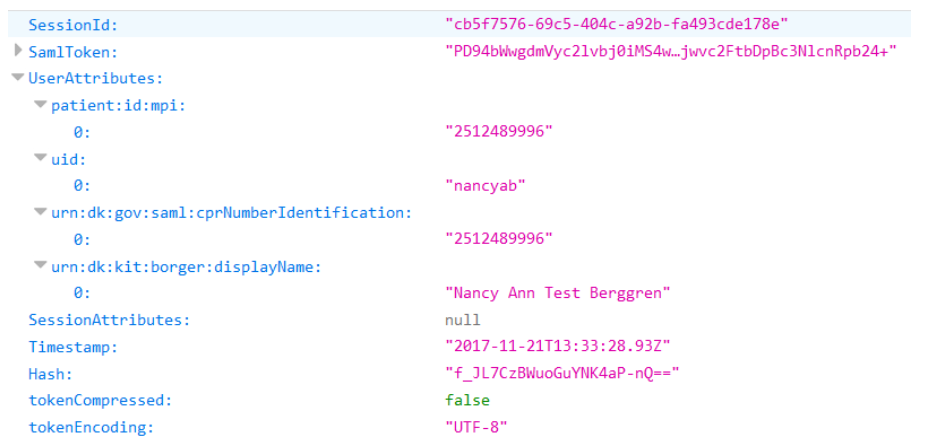 SessionId: "cb5f7576-69c5-404c-a92b-fa493cde178e"
SamlToken: "PD94bWwgdmVyc2lvbj0iMS4w…jwvc2FtbDpBc3NlcnRpb24+"
UserAttributes:
patient:id:mpi:
0: "2512489996"
uid:
0: "nancyab"
urn:dk:gov:saml:cprNumberIdentification:
0: "2512489996"
urn:dk:kit:borger:displayName:
0: "Nancy Ann Test Berggren"
SessionAttributes: null
Timestamp: "2017-11-21T13:33:28.93Z"
Hash: "f_JL7CzBWuoGuYNK4aP-nQ=="
tokenCompressed: false
tokenEncoding: "UTF-8"